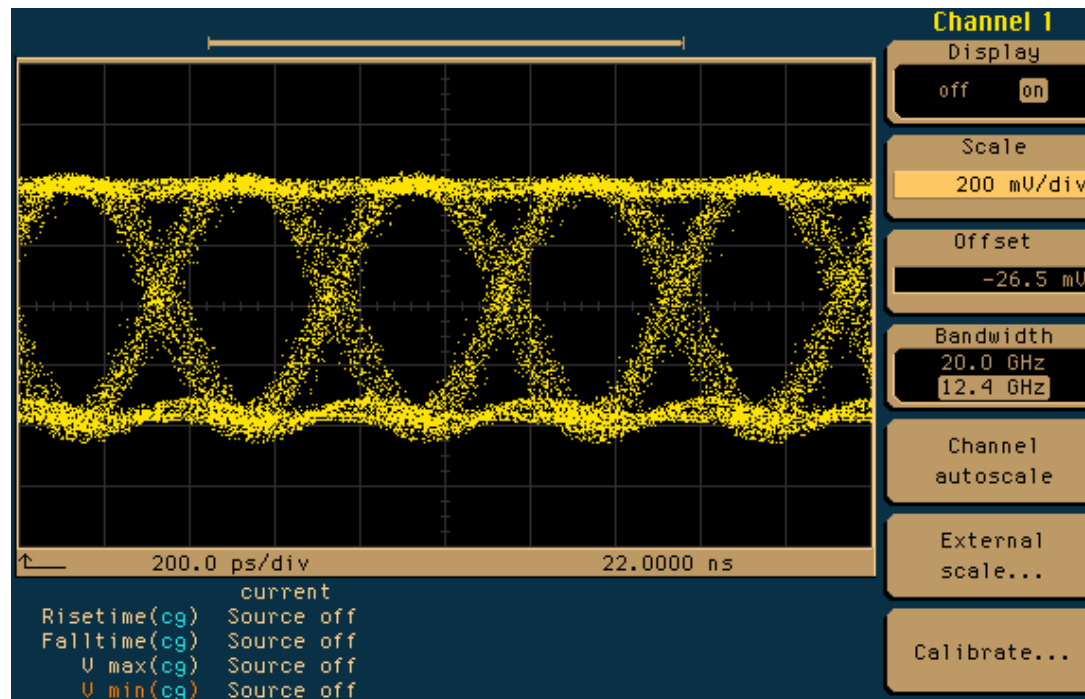 Channel 1
Display
off on
Scale
200 mV/div
Offset
-26.5 mV
Bandwidth
20.0 GHz
12.4 GHz
Channel
autoscale
External
scale...
Calibrate...
200.0 ps/div 22.0000 ns
current
Risetime(cg) Source off
Falltime(cg) Source off
V max(cg) Source off
V min(cg) Source off